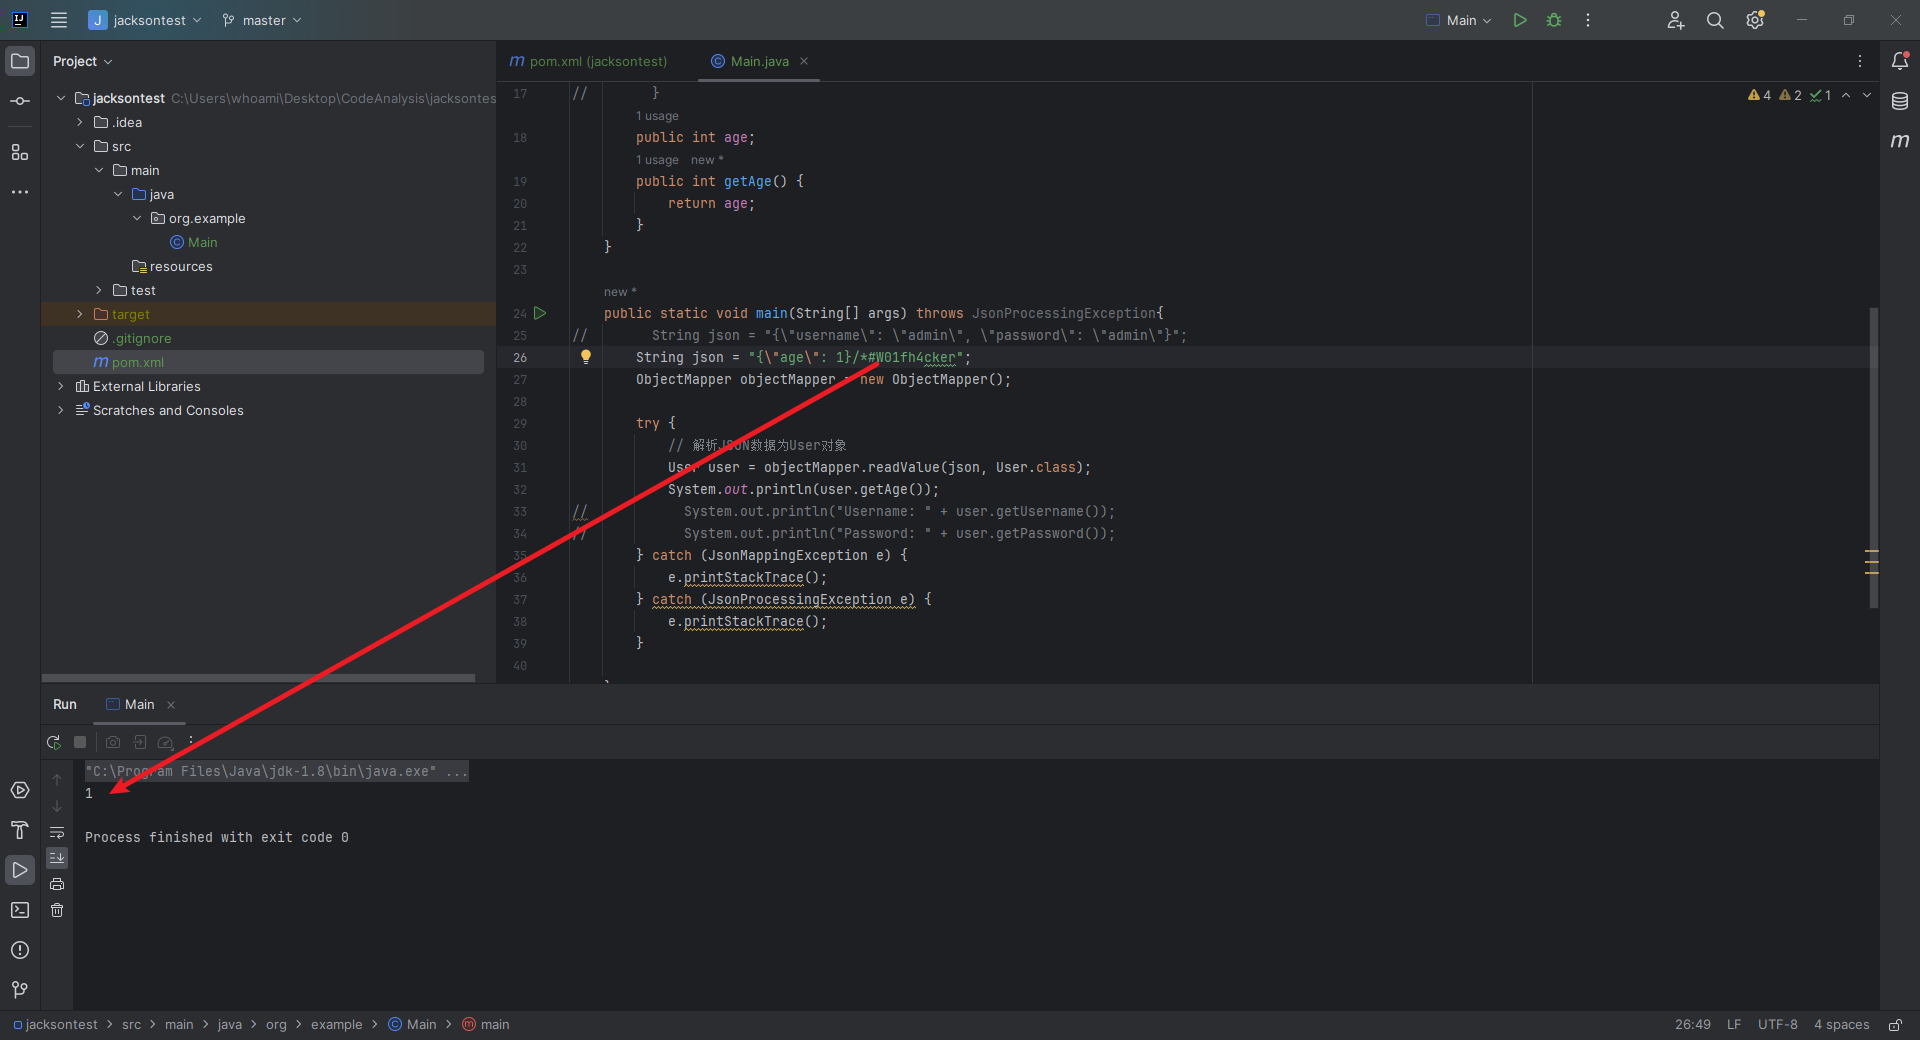 jacksontest
master
Main
Project
jacksontest C:\Users\whoami\Desktop\CodeAnalysis\jacksontes
.idea
src
main
java
org.example
Main
resources
test
target
.gitignore
pom.xml
External Libraries
Scratches and Consoles
pom.xml (jacksontest)
Main.java
4 2 1
17 // }
1 usage
18 public int age;
1 usage new *
19 public int getAge() {
20 return age;
21 }
22 }
23
new *
24 public static void main(String[] args) throws JsonProcessingException{
25 // String json = "{\"username\": \"admin\", \"password\": \"admin\"}";
26 String json = "{\"age\": 1}/*#W01fh4cker";
27 ObjectMapper objectMapper = new ObjectMapper();
28
29 try {
30 // 解析JSON数据为User对象
31 User user = objectMapper.readValue(json, User.class);
32 System.out.println(user.getAge());
33 // System.out.println("Username: " + user.getUsername());
34 // System.out.println("Password: " + user.getPassword());
35 } catch (JsonMappingException e) {
36 e.printStackTrace();
37 } catch (JsonProcessingException e) {
38 e.printStackTrace();
39 }
40
Run Main
"C:\Program Files\Java\jdk-1.8\bin\java.exe" ...
1
Process finished with exit code 0
jacksontest > src > main > java > org > example > Main > main
26:49 LF UTF-8 4 spaces